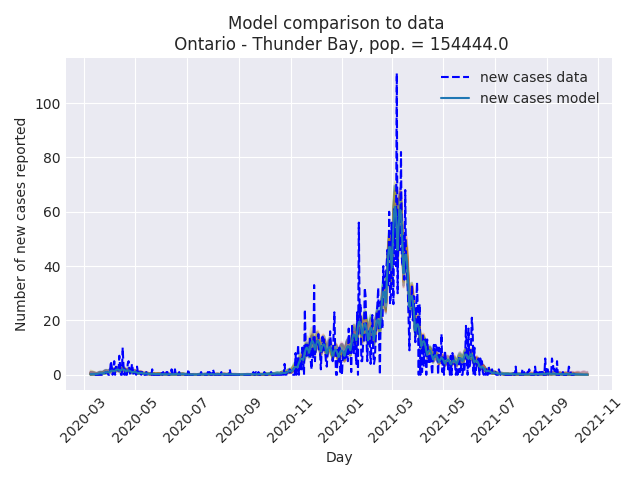 Model comparison to data
Ontario - Thunder Bay, pop. = 154444.0
new cases data
new cases model
Number of new cases reported
100
80
60
40
20
0
2020-03
2020-05
2020-07
2020-09
2020-11
2021-01
2021-03
2021-05
2021-07
2021-09
2021-11
Day